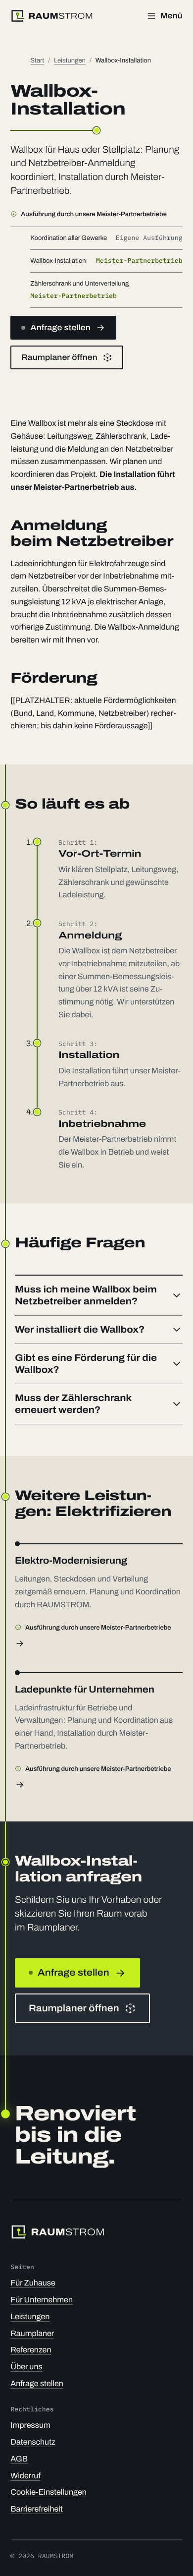 RAUMSTROM
Menü
Start / Leistungen / Wallbox-Installation
Wallbox-
Installation
Wallbox für Haus oder Stellplatz: Planung
und Netzbetreiber-Anmeldung
koordiniert, Installation durch Meister-
Partnerbetrieb.
Ausführung durch unsere Meister-Partnerbetriebe
Koordination aller Gewerke Eigene Ausführung
Wallbox-Installation Meister-Partnerbetrieb
Zählerschrank und Unterverteilung
Meister-Partnerbetrieb
Anfrage stellen
Raumplaner öffnen
Eine Wallbox ist mehr als eine Steckdose mit
Gehäuse: Leitungsweg, Zählerschrank, Lade-
leistung und die Meldung an den Netzbetreiber
müssen zusammenpassen. Wir planen und
koordinieren das Projekt. Die Installation führt
unser Meister-Partnerbetrieb aus.
Anmeldung
beim Netzbetreiber
Ladeeinrichtungen für Elektrofahrzeuge sind
dem Netzbetreiber vor der Inbetriebnahme mit-
zuteilen. Überschreitet die Summen-Bemes-
sungsleistung 12 kVA je elektrischer Anlage,
braucht die Inbetriebnahme zusätzlich dessen
vorherige Zustimmung. Die Wallbox-Anmeldung
bereiten wir mit Ihnen vor.
Förderung
[[PLATZHALTER: aktuelle Fördermöglichkeiten
(Bund, Land, Kommune, Netzbetreiber) recher-
chieren; bis dahin keine Förderaussage]]
So läuft es ab
1.
Schritt 1:
Vor-Ort-Termin
Wir klären Stellplatz, Leitungsweg,
Zählerschrank und gewünschte
Ladeleistung.
2.
Schritt 2:
Anmeldung
Die Wallbox ist dem Netzbetreiber
vor Inbetriebnahme mitzuteilen, ab
einer Summen-Bemessungsleis-
tung über 12 kVA ist seine Zu-
stimmung nötig. Wir unterstützen
Sie dabei.
3.
Schritt 3:
Installation
Die Installation führt unser Meister-
Partnerbetrieb aus.
4.
Schritt 4:
Inbetriebnahme
Der Meister-Partnerbetrieb nimmt
die Wallbox in Betrieb und weist
Sie ein.
Häufige Fragen
Muss ich meine Wallbox beim
Netzbetreiber anmelden?
Wer installiert die Wallbox?
Gibt es eine Förderung für die
Wallbox?
Muss der Zählerschrank
erneuert werden?
Weitere Leistun-
gen: Elektrifizieren
Elektro-Modernisierung
Leitungen, Steckdosen und Verteilung
zeitgemäß erneuern. Planung und Koordination
durch RAUMSTROM.
Ausführung durch unsere Meister-Partnerbetriebe
Ladepunkte für Unternehmen
Ladeinfrastruktur für Betriebe und
Verwaltungen: Planung und Koordination aus
einer Hand, Installation durch Meister-
Partnerbetrieb.
Ausführung durch unsere Meister-Partnerbetriebe
Wallbox-Instal-
lation anfragen
Schildern Sie uns Ihr Vorhaben oder
skizzieren Sie Ihren Raum vorab
im Raumplaner.
Anfrage stellen
Raumplaner öffnen
Renoviert
bis in die
Leitung.
RAUMSTROM
Seiten
Für Zuhause
Für Unternehmen
Leistungen
Raumplaner
Referenzen
Über uns
Anfrage stellen
Rechtliches
Impressum
Datenschutz
AGB
Widerruf
Cookie-Einstellungen
Barrierefreiheit
© 2026 RAUMSTROM